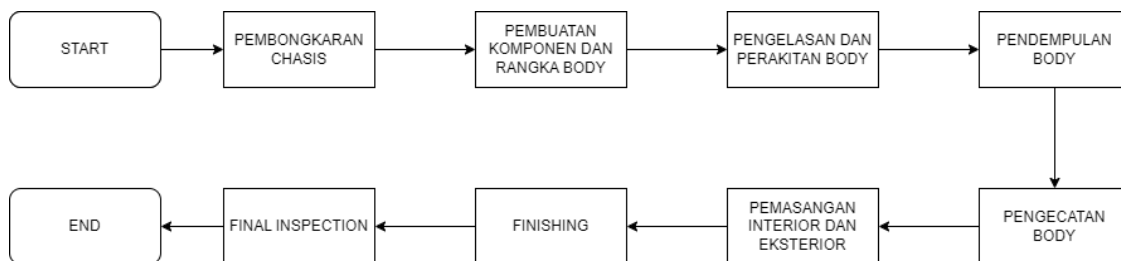 START
PEMBONGKARAN
CHASIS
PEMBUATAN
KOMPONEN DAN
RANGKA BODY
PENGELASAN DAN
PERAKITAN BODY
PENDEMPULAN
BODY
PENGECATAN
BODY
PEMASANGAN
INTERIOR DAN
EKSTERIOR
FINISHING
FINAL INSPECTION
END